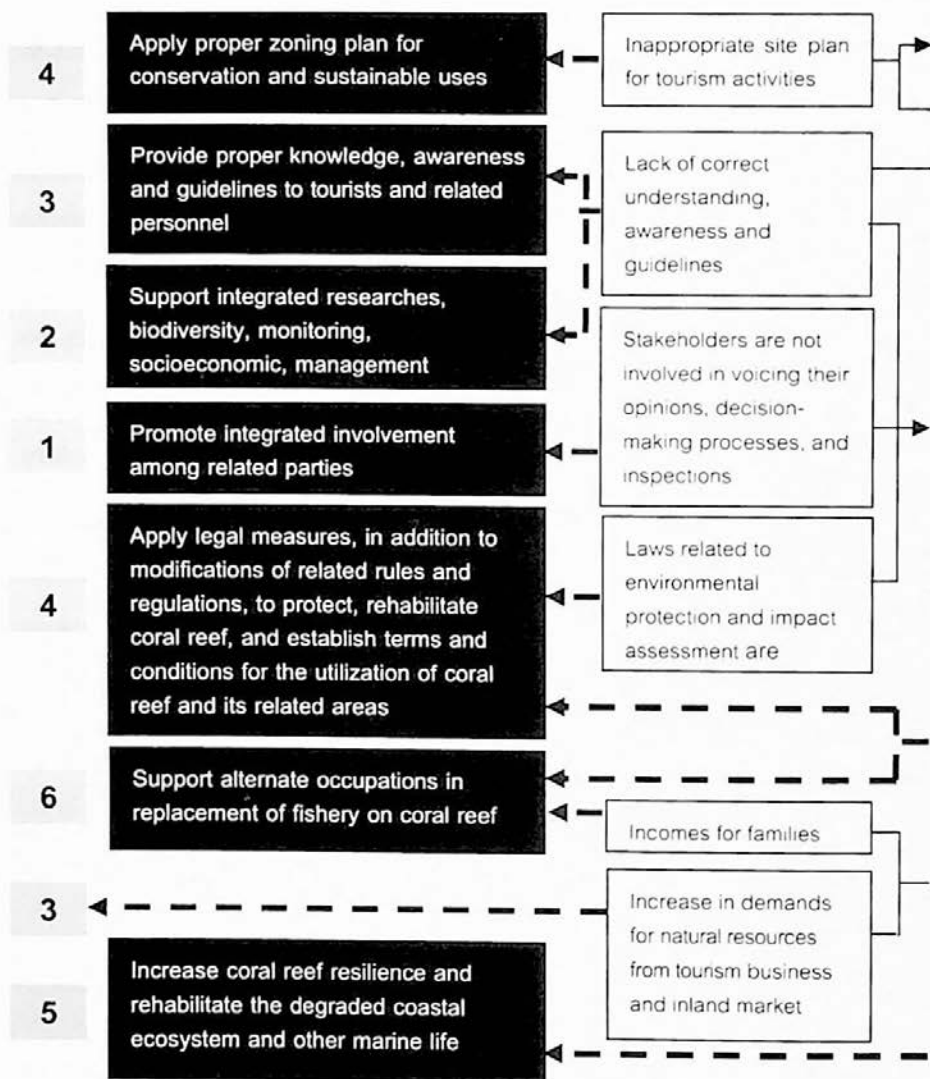 4
Apply proper zoning plan for
conservation and sustainable uses
Inappropriate site plan
for tourism activities
3
Provide proper knowledge, awareness
and guidelines to tourists and related
personnel
Lack of correct
understanding,
awareness and
guidelines
2
Support integrated researches,
biodiversity, monitoring,
socioeconomic, management
Stakeholders are not
involved in voicing their
opinions, decision-
making processes, and
inspections
1
Promote integrated involvement
among related parties
4
Apply legal measures, in addition to
modifications of related rules and
regulations, to protect, rehabilitate
coral reef, and establish terms and
conditions for the utilization of coral
reef and its related areas
Laws related to
environmental
protection and impact
assessment are
6
Support alternate occupations in
replacement of fishery on coral reef
Incomes for families
3
Increase in demands
for natural resources
from tourism business
and inland market
5
Increase coral reef resilience and
rehabilitate the degraded coastal
ecosystem and other marine life